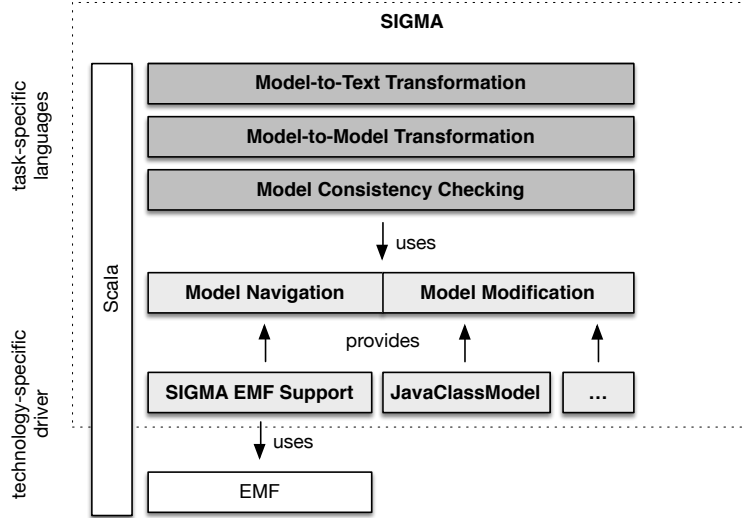 SIGMA
task-specific
languages
Scala
Model-to-Text Transformation
Model-to-Model Transformation
Model Consistency Checking
uses
Model Navigation
Model Modification
provides
technology-specific
driver
SIGMA EMF Support
JavaClassModel
...
uses
EMF